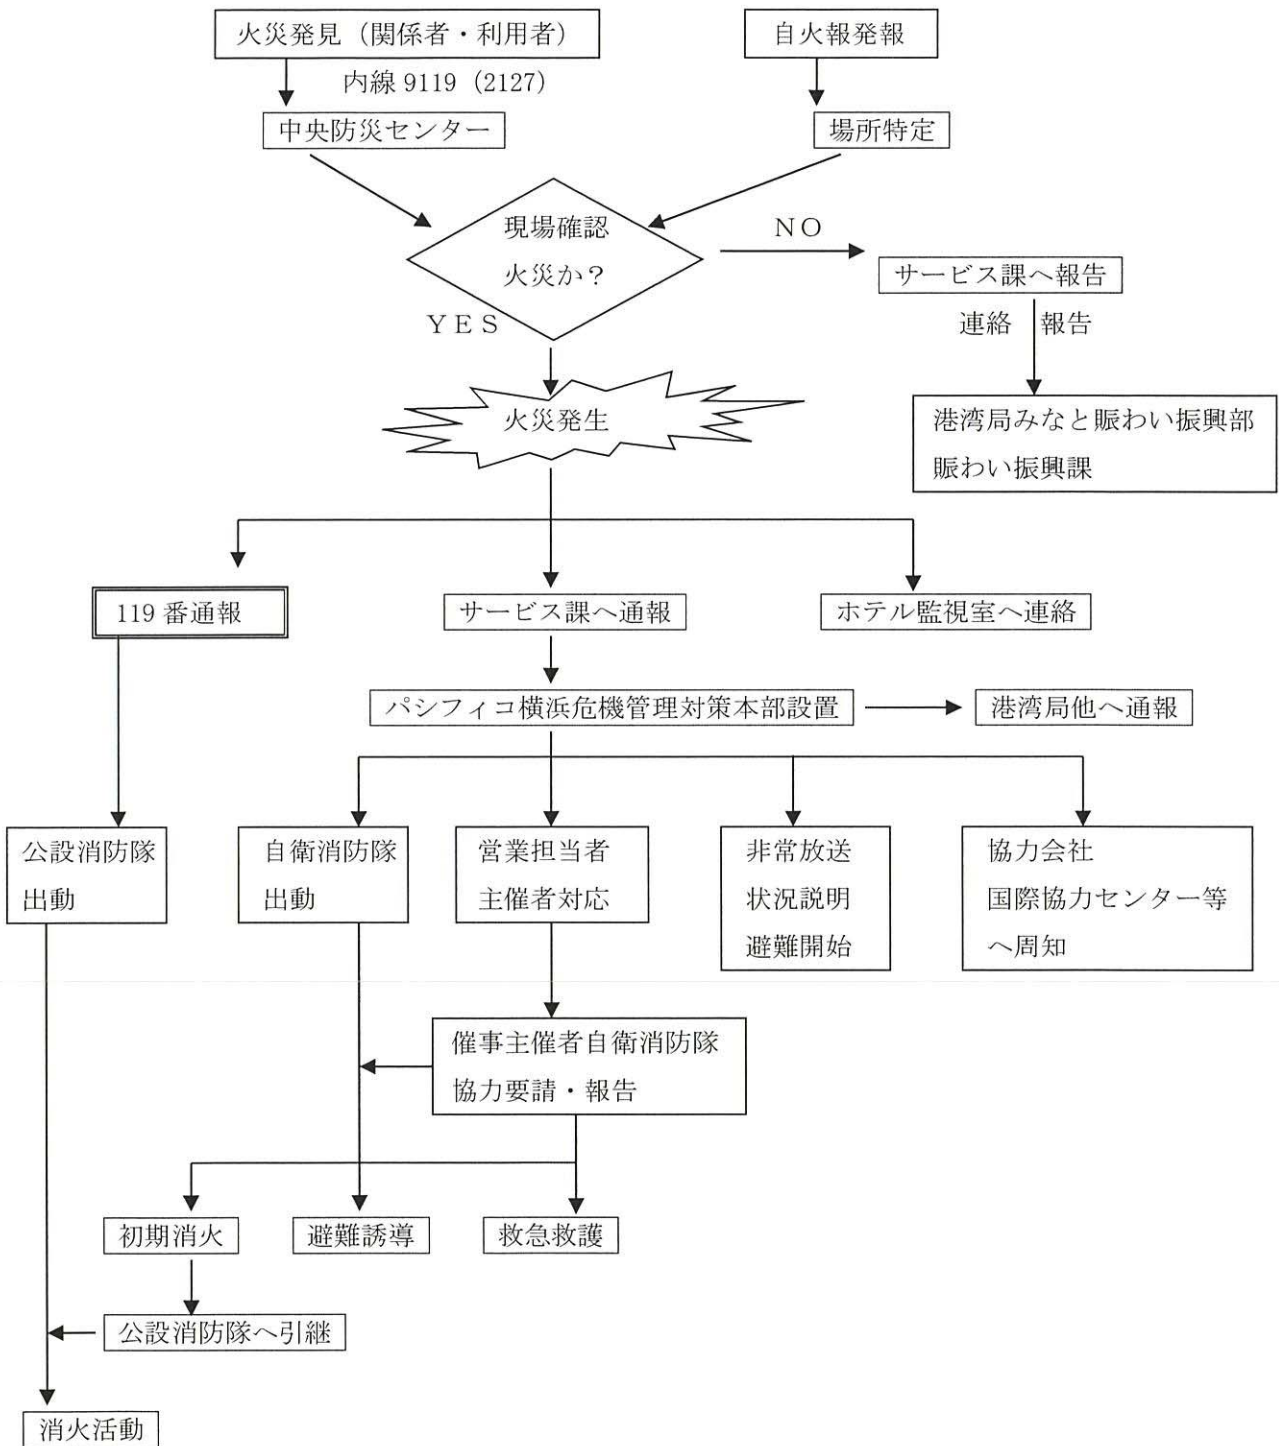 火災発見（関係者・利用者）
自火報発報
内線 9119（2127）
中央防災センター
場所特定
現場確認
火災か？
ＮＯ
ＹＥＳ
サービス課へ報告
連絡 報告
港湾局みなと賑わい振興部
賑わい振興課
火災発生
119 番通報
サービス課へ通報
ホテル監視室へ連絡
パシフィコ横浜危機管理対策本部設置
港湾局他へ通報
公設消防隊
出動
自衛消防隊
出動
営業担当者
主催者対応
非常放送
状況説明
避難開始
協力会社
国際協力センター等
へ周知
催事主催者自衛消防隊
協力要請・報告
初期消火
避難誘導
救急救護
公設消防隊へ引継
消火活動